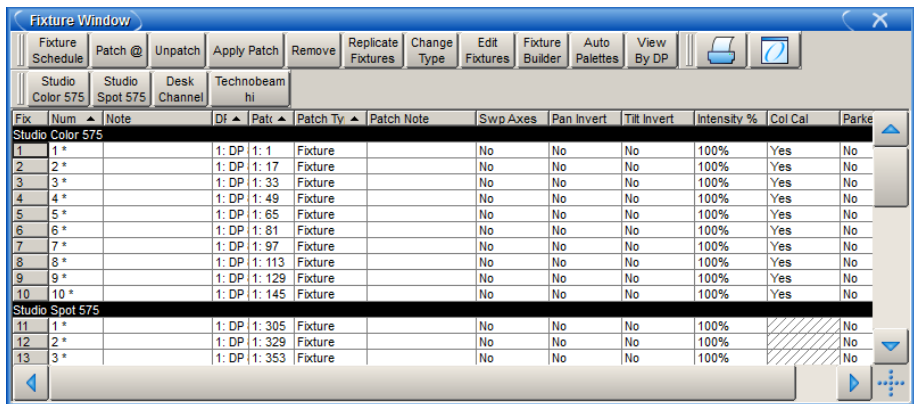 Fixture Window
Fixture Schedule Patch @ Unpatch Apply Patch Remove Replicate Fixtures Change Type Edit Fixtures Fixture Builder Auto Palettes View By DP
Studio Color 575 Studio Spot 575 Desk Channel Technobeam hi
Fix Num Note Patch Ty Patch Note Swp Axes Pan Invert Tilt Invert Intensity % Col Cal Parke
Studio Color 575
1 1 * 1: DP 1: 1 Fixture No No No 100% Yes No
2 2 * 1: DP 1: 17 Fixture No No No 100% Yes No
3 3 * 1: DP 1: 33 Fixture No No No 100% Yes No
4 4 * 1: DP 1: 49 Fixture No No No 100% Yes No
5 5 * 1: DP 1: 65 Fixture No No No 100% Yes No
6 6 * 1: DP 1: 81 Fixture No No No 100% Yes No
7 7 * 1: DP 1: 97 Fixture No No No 100% Yes No
8 8 * 1: DP 1: 113 Fixture No No No 100% Yes No
9 9 * 1: DP 1: 129 Fixture No No No 100% Yes No
10 10 * 1: DP 1: 145 Fixture No No No 100% Yes No
Studio Spot 575
11 1 * 1: DP 1: 305 Fixture No No No 100% No
12 2 * 1: DP 1: 329 Fixture No No No 100% No
13 3 * 1: DP 1: 353 Fixture No No No 100% No